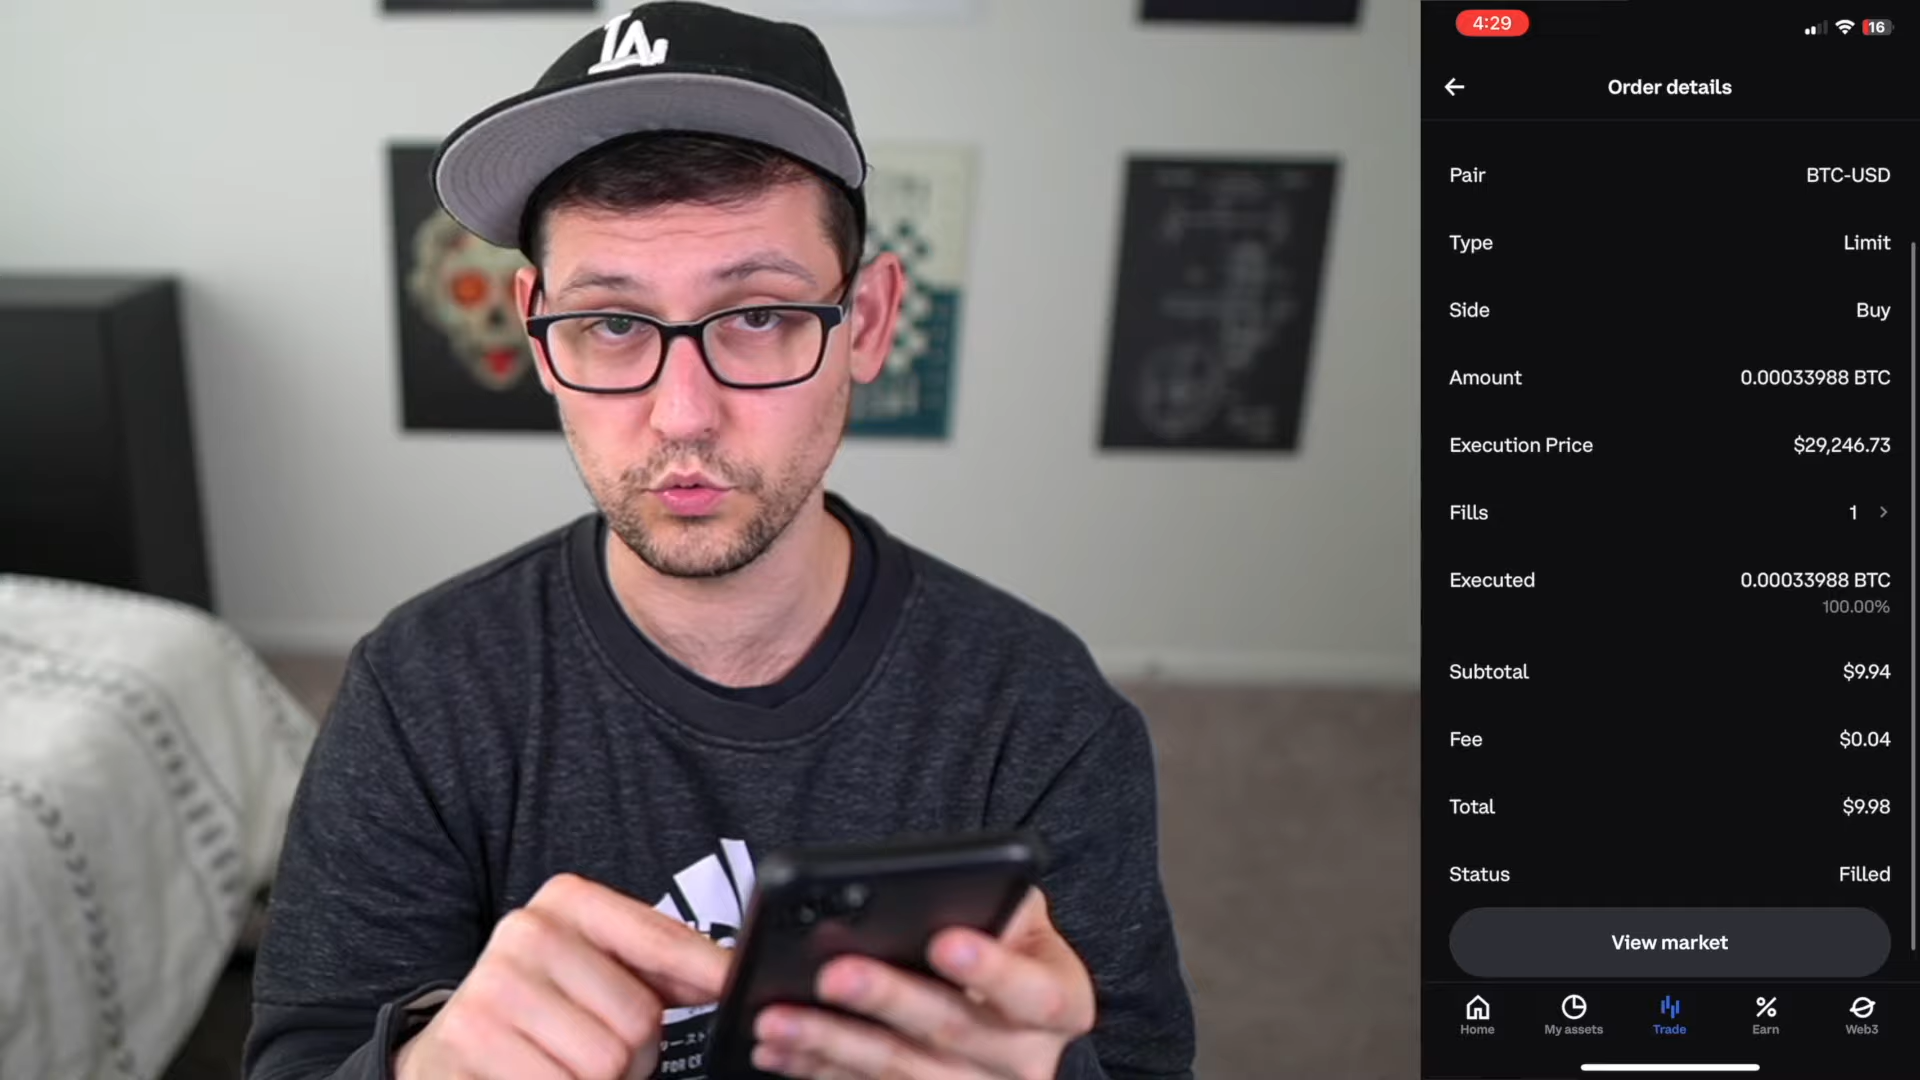 LA
4:29
16
Order details
Pair BTC-USD
Type Limit
Side Buy
Amount 0.00033988 BTC
Execution Price $29,246.73
Fills 1
Executed 0.00033988 BTC
100.00%
Subtotal $9.94
Fee $0.04
Total $9.98
Status Filled
View market
Home My assets Trade Earn Web3
FOR